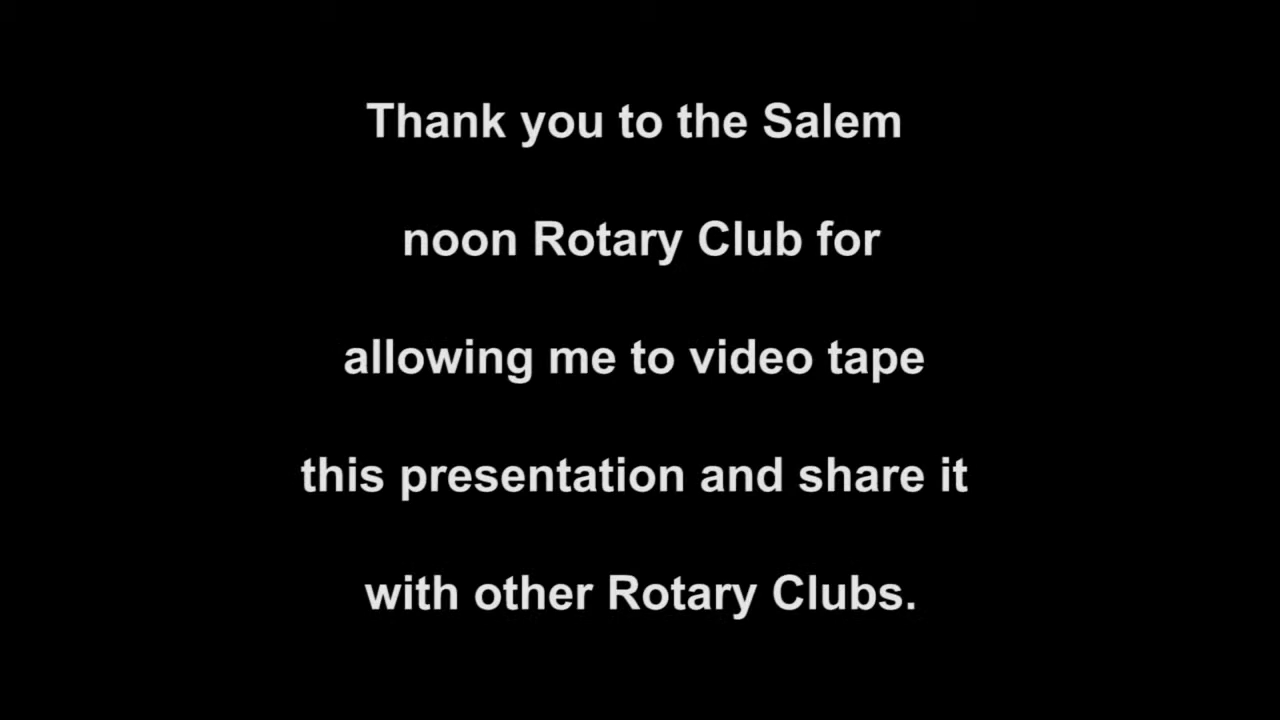 Thank you to the Salem
noon Rotary Club for
allowing me to video tape
this presentation and share it
with other Rotary Clubs.